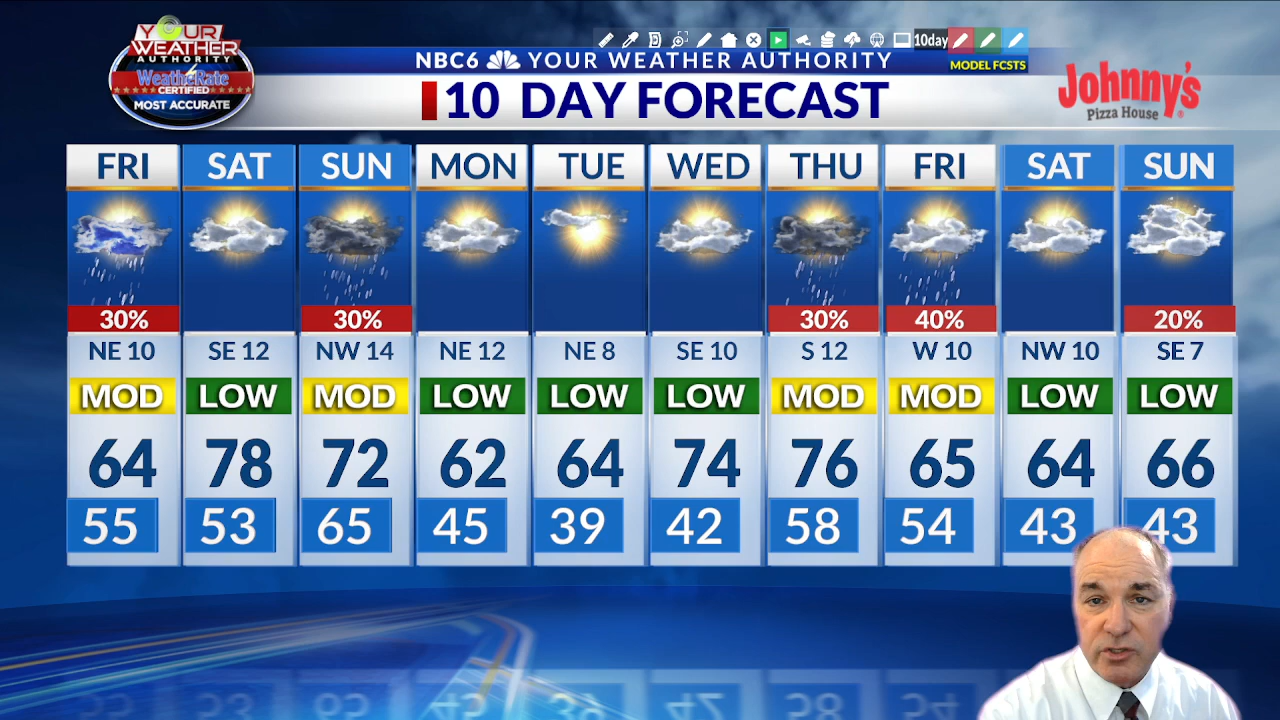 YOUR
WEATHER
AUTHORITY
WeatheRate
CERTIFIED
MOST ACCURATE
10day
NBC6 YOUR WEATHER AUTHORITY
MODEL FCSTS
10 DAY FORECAST
Johnny's
Pizza House
FRI SAT SUN MON TUE WED THU FRI SAT SUN
30% 30% 30% 40% 20%
NE 10 SE 12 NW 14 NE 12 NE 8 SE 10 S 12 W 10 NW 10 SE 7
MOD LOW MOD LOW LOW LOW MOD MOD LOW LOW
64 78 72 62 64 74 76 65 64 66
55 53 65 45 39 42 58 54 43 43